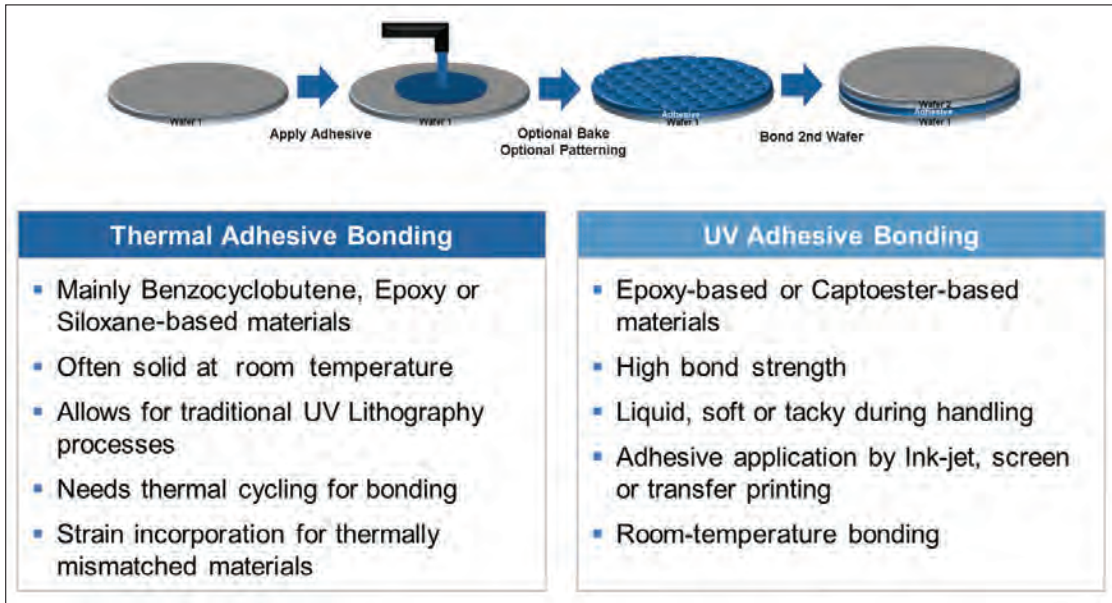 Wafer 1
Apply Adhesive
Wafer 1
Optional Bake
Optional Patterning
Adhesive
Wafer 1
Bond 2nd Wafer
Wafer 2
Adhesive
Wafer 1
Thermal Adhesive Bonding
▪ Mainly Benzocyclobutene, Epoxy or
Siloxane-based materials
▪ Often solid at room temperature
▪ Allows for traditional UV Lithography
processes
▪ Needs thermal cycling for bonding
▪ Strain incorporation for thermally
mismatched materials
UV Adhesive Bonding
▪ Epoxy-based or Captoester-based
materials
▪ High bond strength
▪ Liquid, soft or tacky during handling
▪ Adhesive application by Ink-jet, screen
or transfer printing
▪ Room-temperature bonding